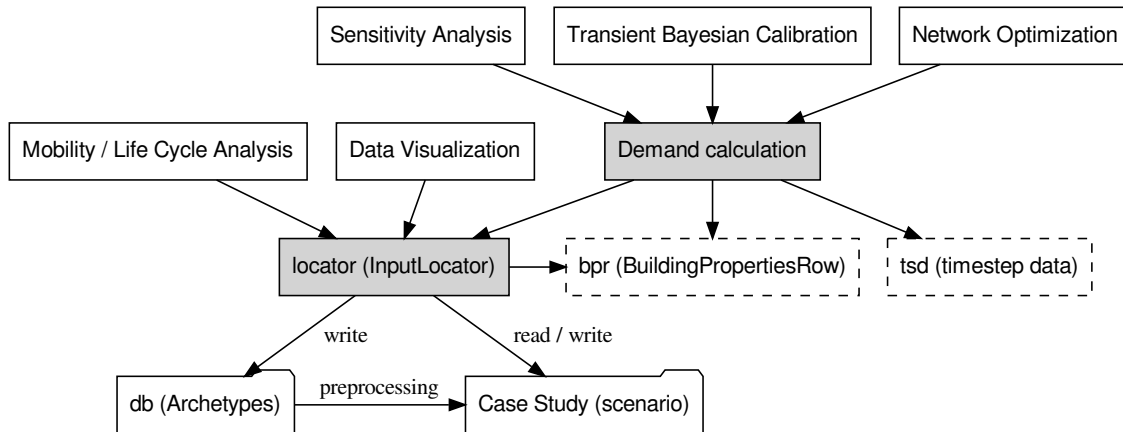 Sensitivity Analysis
Transient Bayesian Calibration
Network Optimization
Mobility / Life Cycle Analysis
Data Visualization
Demand calculation
locator (InputLocator)
bpr (BuildingPropertiesRow)
tsd (timestep data)
write
read / write
db (Archetypes)
preprocessing
Case Study (scenario)